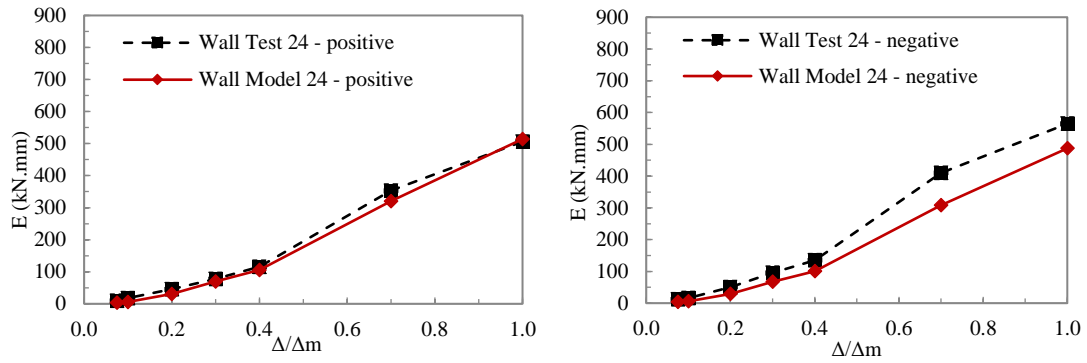 900
800
700
600
500
400
300
200
100
0
E (kN.mm)
Wall Test 24 - positive
Wall Model 24 - positive
0.0 0.2 0.4 0.6 0.8 1.0
Δ/Δm
900
800
700
600
500
400
300
200
100
0
E (kN.mm)
Wall Test 24 - negative
Wall Model 24 - negative
0.0 0.2 0.4 0.6 0.8 1.0
Δ/Δm